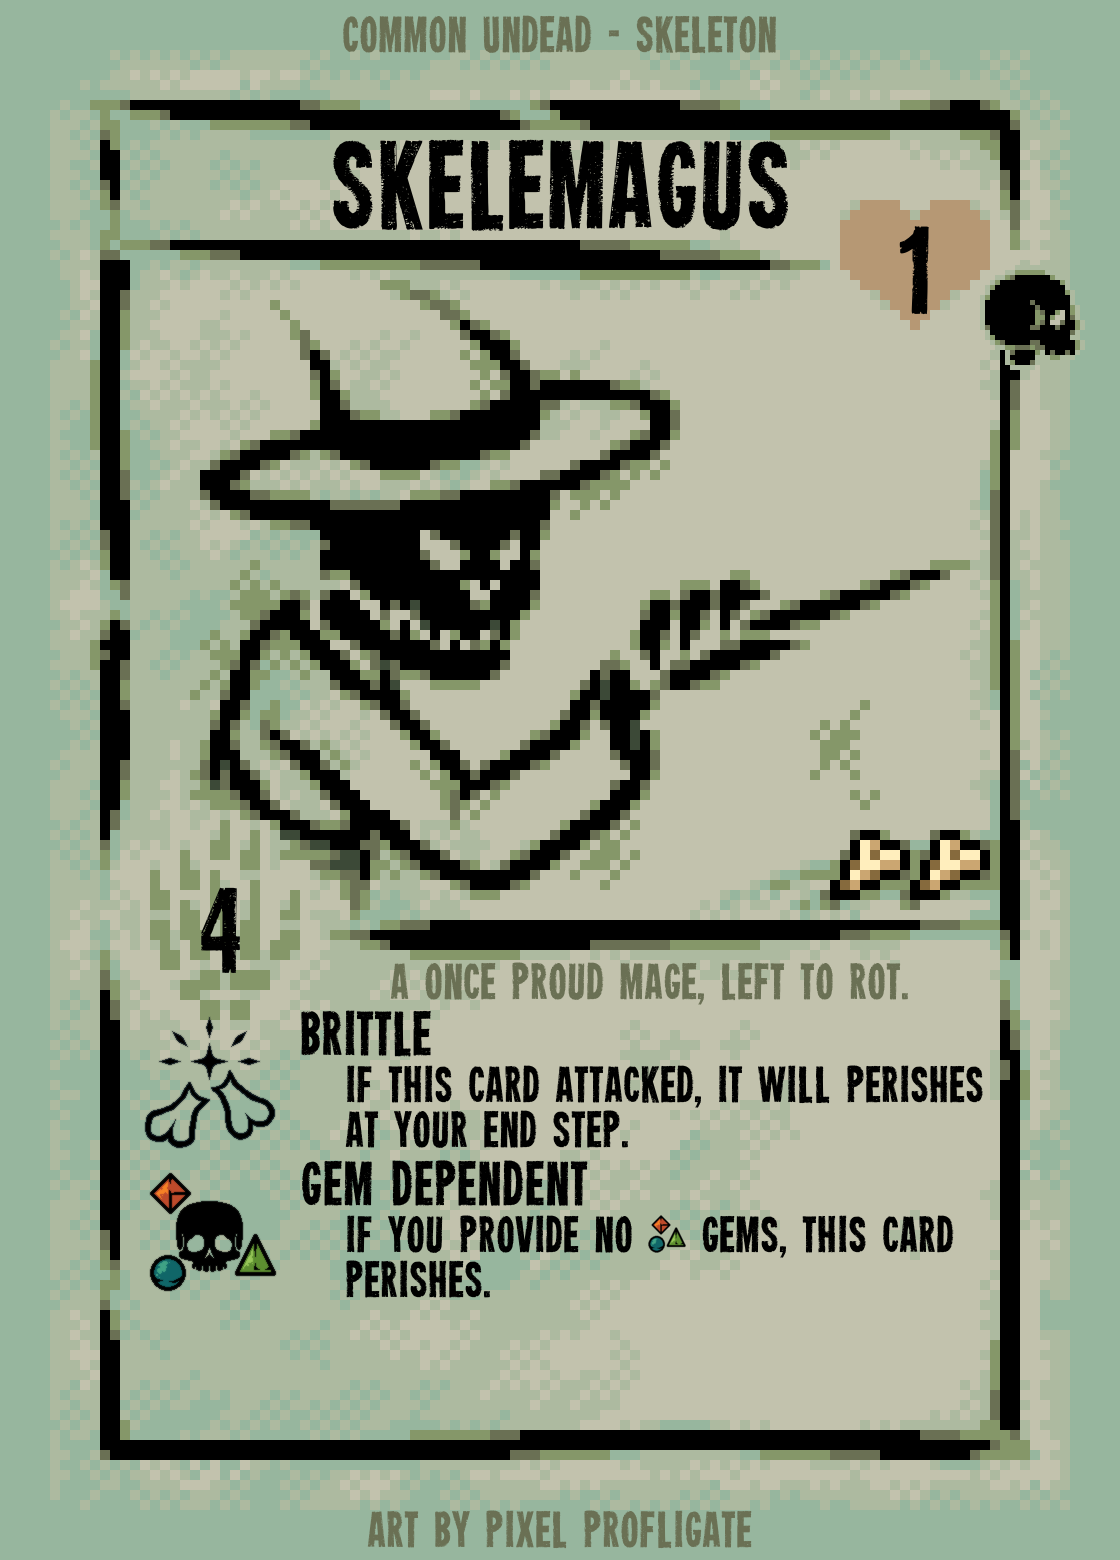 COMMON UNDEAD - SKELETON
SKELEMAGUS
1
4
A ONCE PROUD MAGE, LEFT TO ROT.
BRITTLE
IF THIS CARD ATTACKED, IT WILL PERISHES
AT YOUR END STEP.
GEM DEPENDENT
IF YOU PROVIDE NO GEMS, THIS CARD
PERISHES.
ART BY PIXEL PROFLIGATE